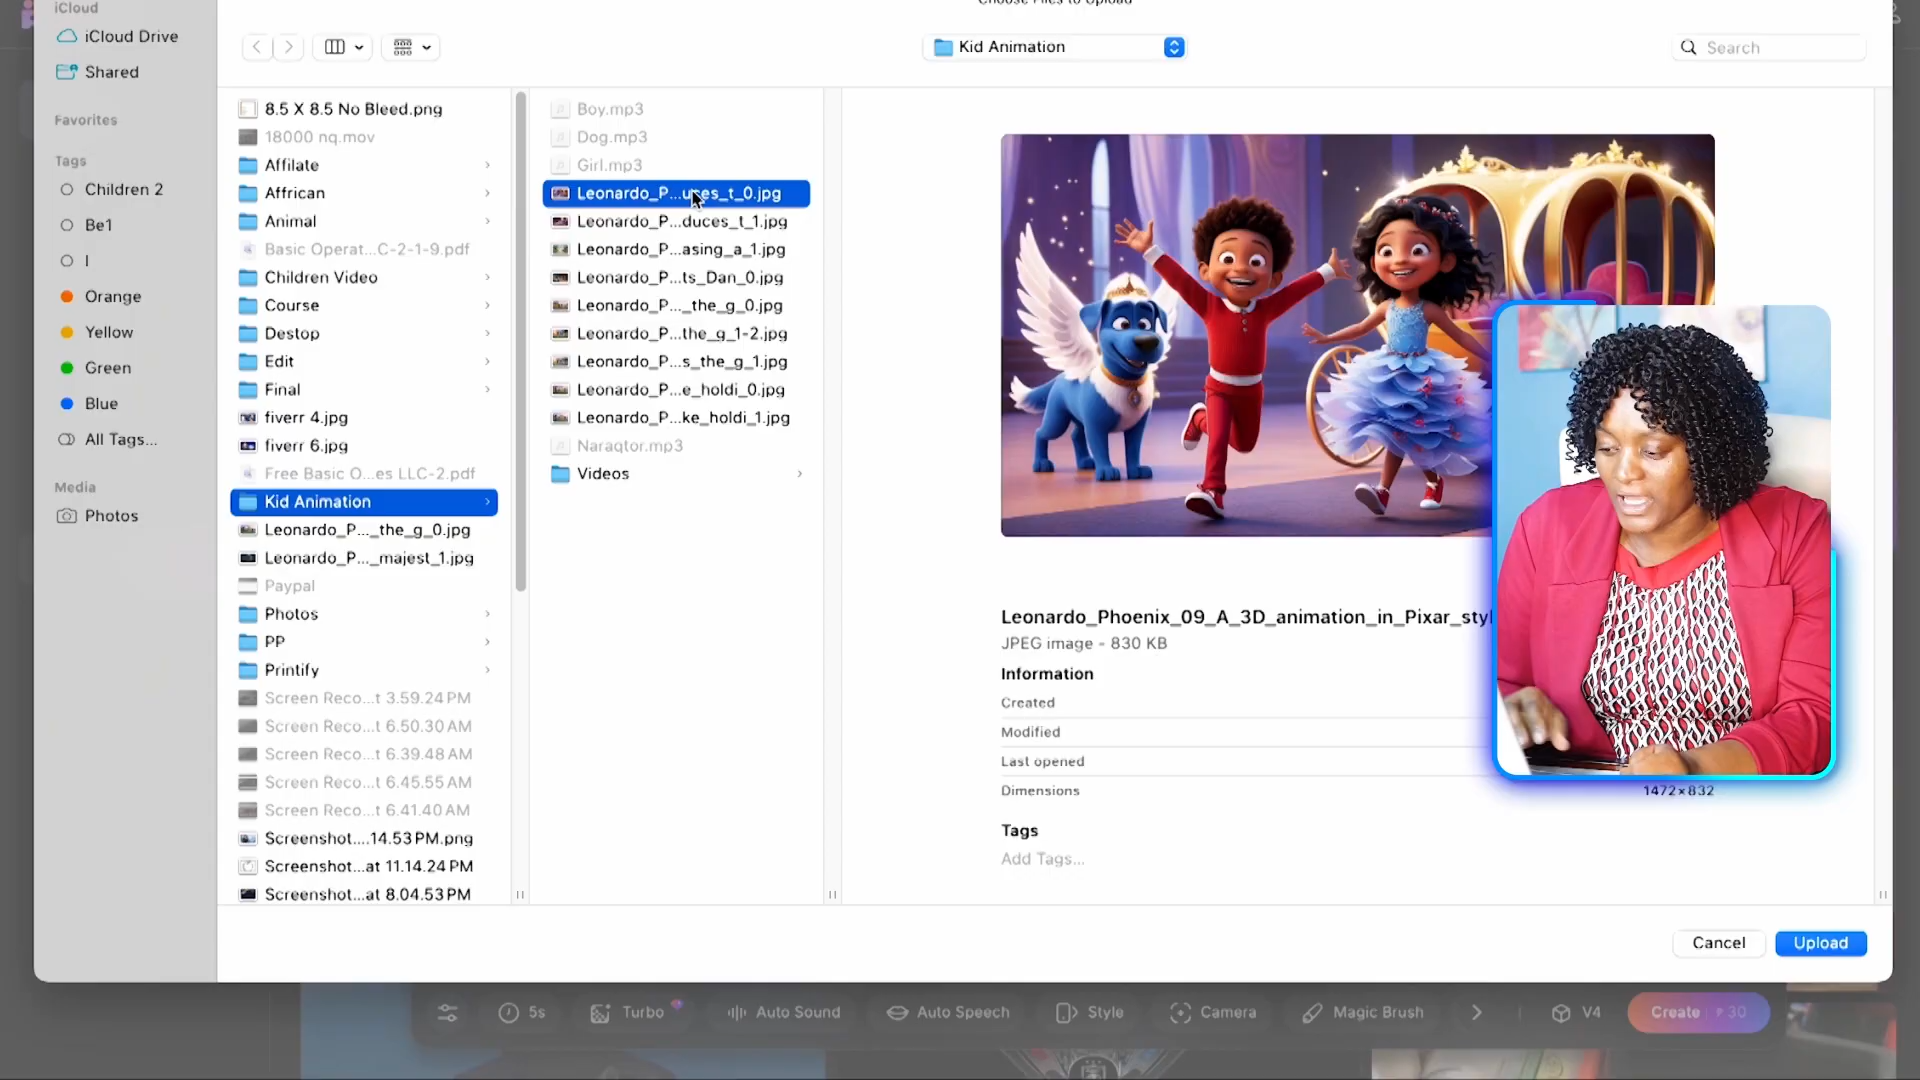 iCloud
Choose Files to Upload
iCloud Drive
Shared
Favorites
Tags
Children 2
Be1
I
Orange
Yellow
Green
Blue
All Tags...
Media
Photos
Kid Animation
Search
8.5 X 8.5 No Bleed.png
18000 nq.mov
Affilate
Affrican
Animal
Basic Operat...C-2-1-9.pdf
Children Video
Course
Destop
Edit
Final
fiverr 4.jpg
fiverr 6.jpg
Free Basic O...es LLC-2.pdf
Kid Animation
Leonardo_P..._the_g_0.jpg
Leonardo_P..._majest_1.jpg
Paypal
Photos
PP
Printify
Screen Reco...t 3.59.24 PM
Screen Reco...t 6.50.30 AM
Screen Reco...t 6.39.48 AM
Screen Reco...t 6.45.55 AM
Screen Reco...t 6.41.40 AM
Screenshot....14.53 PM.png
Screenshot...at 11.14.24 PM
Screenshot...at 8.04.53 PM
Boy.mp3
Dog.mp3
Girl.mp3
Leonardo_P...uces_t_0.jpg
Leonardo_P...duces_t_1.jpg
Leonardo_P...asing_a_1.jpg
Leonardo_P...ts_Dan_0.jpg
Leonardo_P..._the_g_0.jpg
Leonardo_P...the_g_1-2.jpg
Leonardo_P...s_the_g_1.jpg
Leonardo_P...e_holdi_0.jpg
Leonardo_P...ke_holdi_1.jpg
Naraqtor.mp3
Videos
Leonardo_Phoenix_09_A_3D_animation_in_Pixar_styl
JPEG image - 830 KB
Information
Created
Modified
Last opened
Dimensions
1472×832
Tags
Add Tags...
Cancel
Upload
5s
Turbo
Auto Sound
Auto Speech
Style
Camera
Magic Brush
V4
Create
30